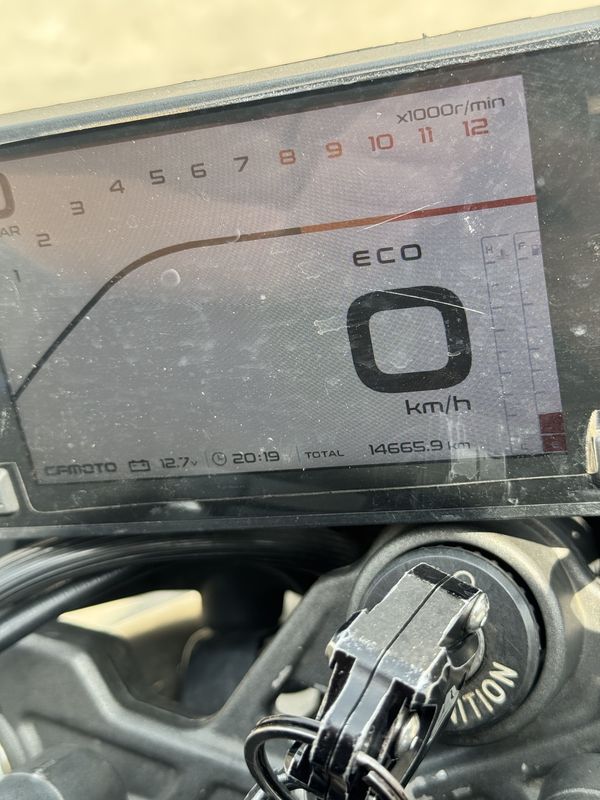 x1000r/min
1 2 3 4 5 6 7 8 9 10 11 12
AR
ECO
H F
0
km/h
E
CFMOTO 12.7v 20:19 TOTAL 14665.9 km
IGNITION